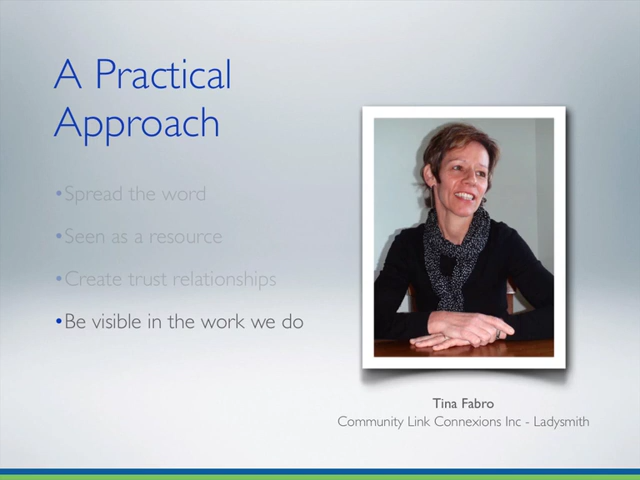 A Practical
Approach
•Spread the word
•Seen as a resource
•Create trust relationships
•Be visible in the work we do
Tina Fabro
Community Link Connexions Inc - Ladysmith